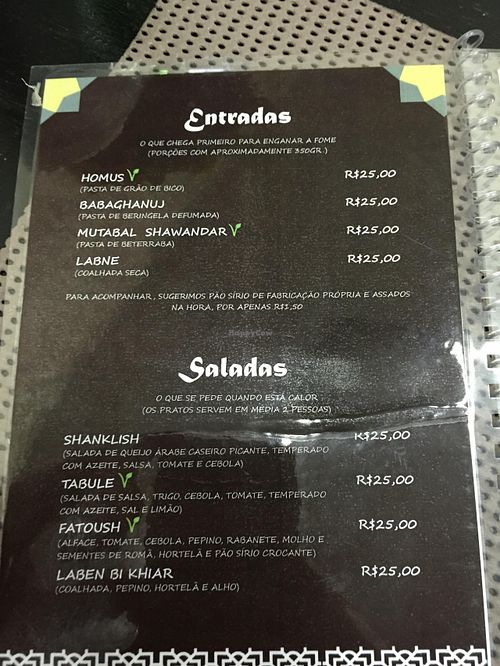 Entradas
O QUE CHEGA PRIMEIRO PARA ENGANAR A FOME
(PORÇÕES COM APROXIMADAMENTE 350GR.)
HOMUS R$25,00
(PASTA DE GRÃO DE BICO)
BABAGHANUJ R$25,00
(PASTA DE BERINGELA DEFUMADA)
MUTABAL SHAWANDAR R$25,00
(PASTA DE BETERRABA)
LABNE R$25,00
(COALHADA SECA)
PARA ACOMPANHAR, SUGERIMOS PÃO SÍRIO DE FABRICAÇÃO PRÓPRIA E ASSADOS
NA HORA, POR APENAS R$1,50
HappyCow
Saladas
O QUE SE PEDE QUANDO ESTÁ CALOR
(OS PRATOS SERVEM EM MÉDIA 2 PESSOAS)
SHANKLISH R$25,00
(SALADA DE QUEIJO ÁRABE CASEIRO PICANTE, TEMPERADO
COM AZEITE, SALSA, TOMATE E CEBOLA)
TABULE R$25,00
(SALADA DE SALSA, TRIGO, CEBOLA, TOMATE, TEMPERADO
COM AZEITE, SAL E LIMÃO)
FATOUSH R$25,00
(ALFACE, TOMATE, CEBOLA, PEPINO, RABANETE, MOLHO E
SEMENTES DE ROMÃ, HORTELÃ E PÃO SÍRIO CROCANTE)
LABEN BI KHIAR R$25,00
(COALHADA, PEPINO, HORTELÃ E ALHO)